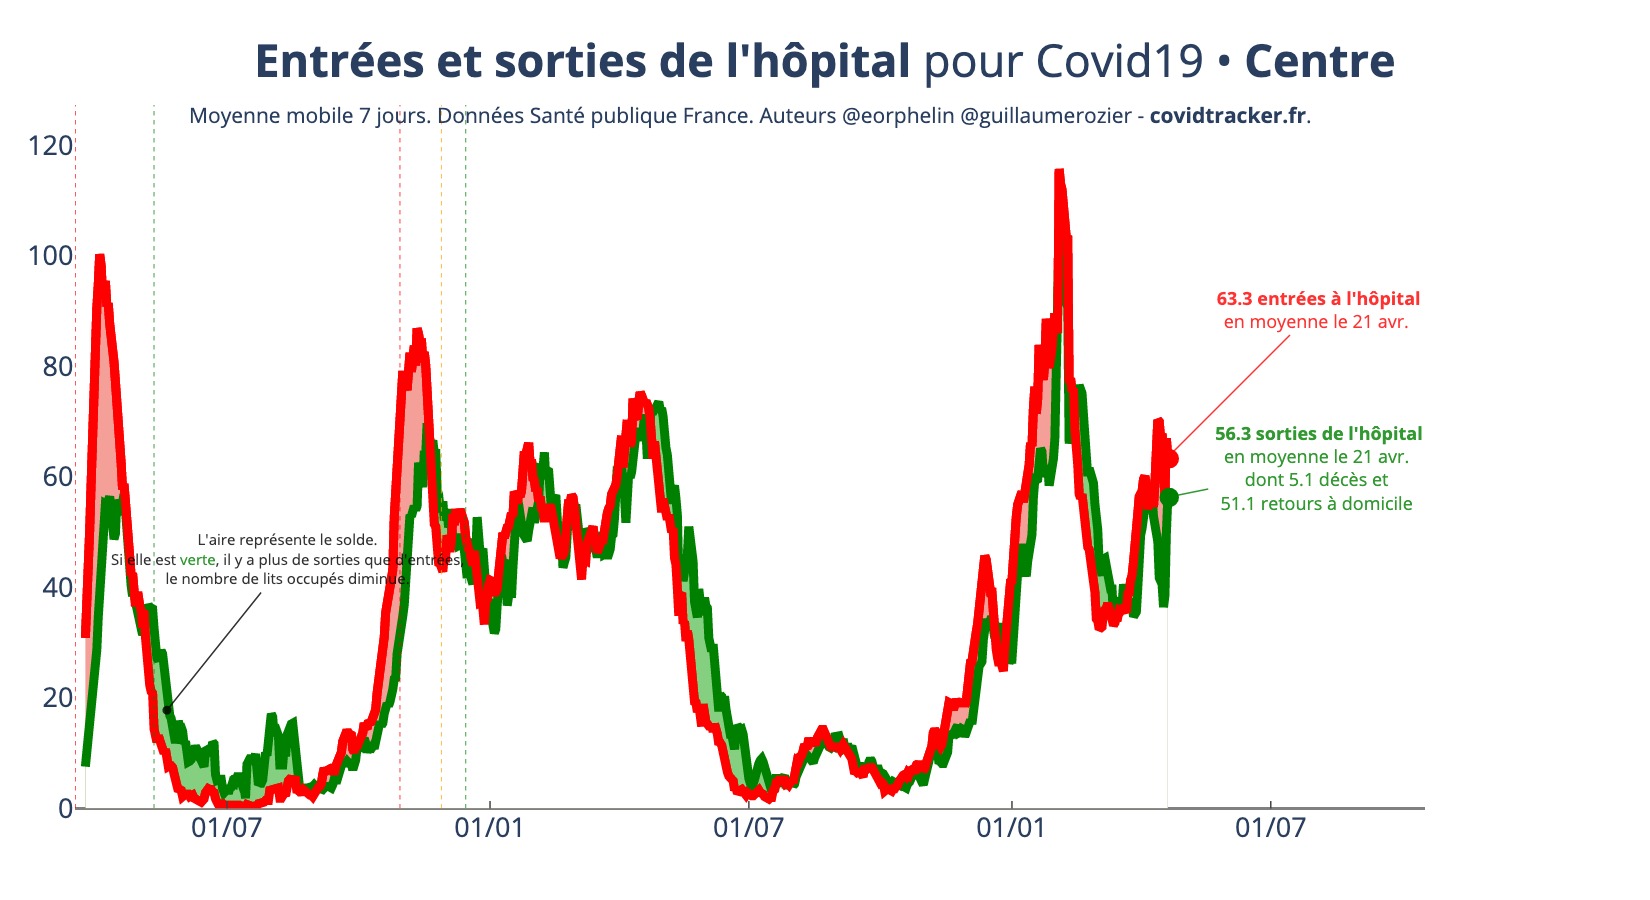 Entrées et sorties de l'hôpital pour Covid19 • Centre
Moyenne mobile 7 jours. Données Santé publique France. Auteurs @eorphelin @guillaumerozier - covidtracker.fr.
120
100
80
60
40
20
0
63.3 entrées à l'hôpital
en moyenne le 21 avr.
56.3 sorties de l'hôpital
en moyenne le 21 avr.
dont 5.1 décès et
51.1 retours à domicile
L'aire représente le solde.
Si elle est verte, il y a plus de sorties que d'entrées,
le nombre de lits occupés diminue.
01/07
01/01
01/07
01/01
01/07